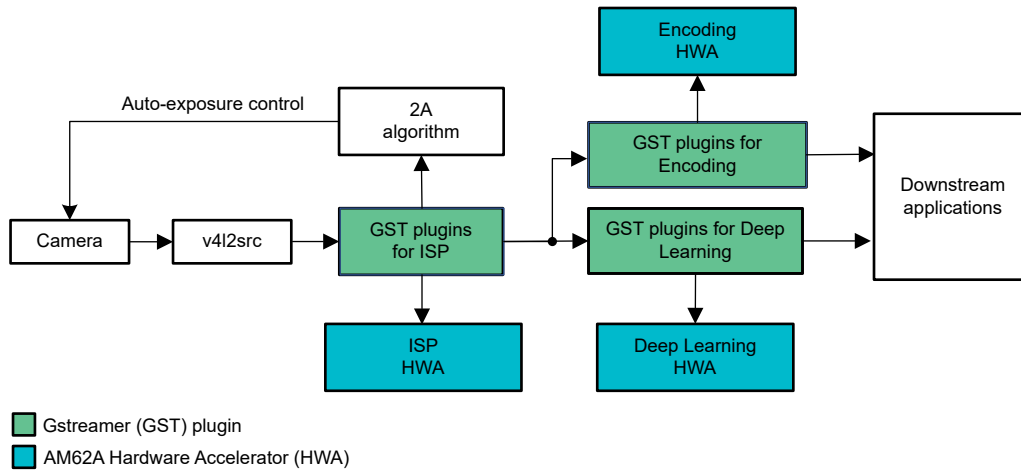 Encoding
HWA
Auto-exposure control
2A
algorithm
GST plugins for
Encoding
Downstream
applications
Camera
v4l2src
GST plugins
for ISP
GST plugins for Deep
Learning
ISP
HWA
Deep Learning
HWA
Gstreamer (GST) plugin
AM62A Hardware Accelerator (HWA)